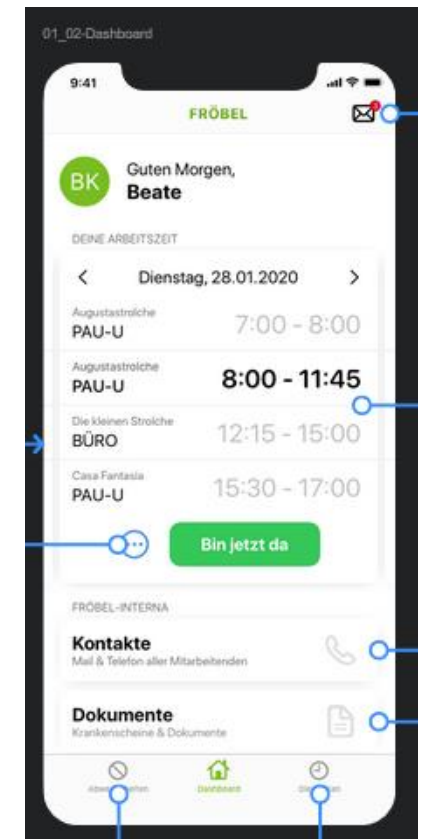 01_02-Dashboard
9:41
FRÖBEL
BK
Guten Morgen,
Beate
DEINE ARBEITSZEIT
Dienstag, 28.01.2020
Augustastrolche
PAU-U
7:00 - 8:00
Augustastrolche
PAU-U
8:00 - 11:45
Die kleinen Strolche
BÜRO
12:15 - 15:00
Casa Fantasia
PAU-U
15:30 - 17:00
Bin jetzt da
FRÖBEL-INTERNA
Kontakte
Mail & Telefon aller Mitarbeitenden
Dokumente
Krankenscheine & Dokumente
Dashboard